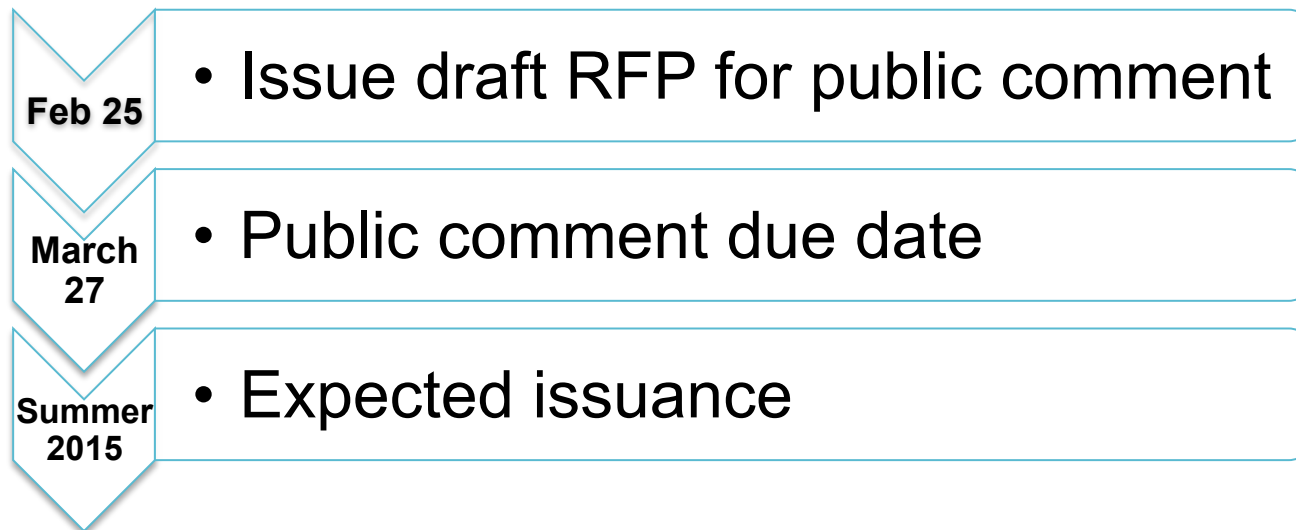 Feb 25
• Issue draft RFP for public comment
March
27
• Public comment due date
Summer
2015
• Expected issuance